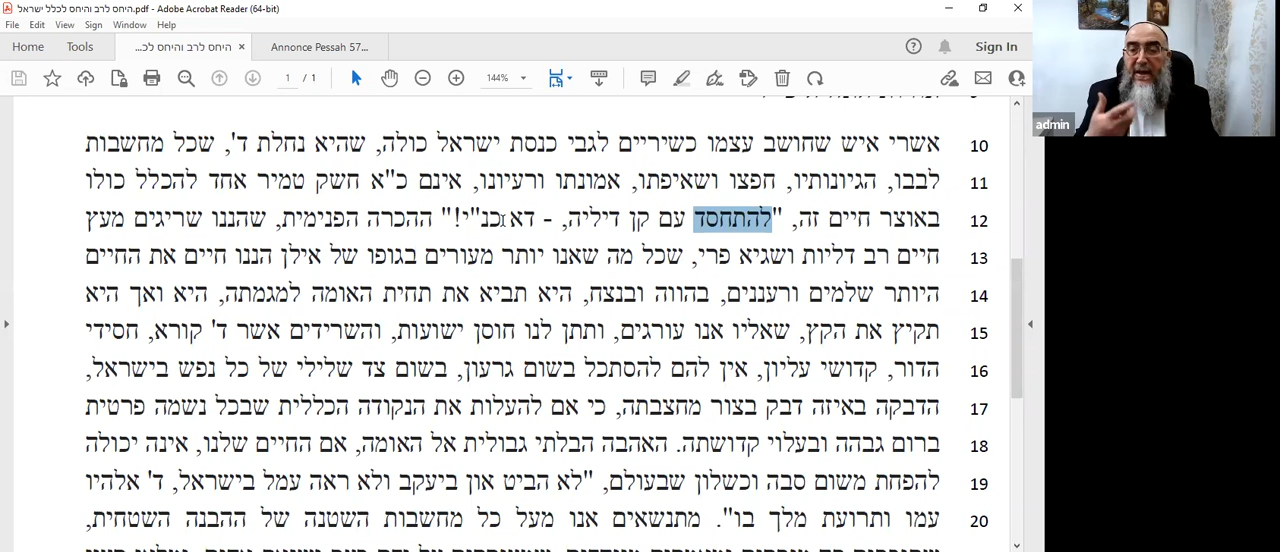 היחס לרב והיחס לכלל ישראל.pdf - Adobe Acrobat Reader (64-bit)
File Edit View Sign Window Help
Home Tools היחס לרב והיחס לכ... × Annonce Pessah 57... Sign In
1 / 1 144%
admin
10 אשרי איש שחושב עצמו כשיריים לגבי כנסת ישראל כולה, שהיא נחלת ד', שכל מחשבות
11 לבבו, הגיונותיו, חפצו ושאיפתו, אמונתו ורעיונו, אינם כ"א חשק טמיר אחד להכלל כולו
12 באוצר חיים זה, "להתחסד עם קן דיליה, - דא כנ"י!" ההכרה הפנימית, שהננו שריגים מעץ
13 חיים רב דליות ושגיא פרי, שכל מה שאנו יותר מעורים בגופו של אילן הננו חיים את החיים
14 היותר שלמים ורעננים, בהווה ובנצח, היא תביא את תחית האומה למגמתה, היא ואך היא
15 תקיץ את הקץ, שאליו אנו עורגים, ותתן לנו חוסן ישועות, והשרידים אשר ד' קורא, חסידי
16 הדור, קדושי עליון, אין להם להסתכל בשום גרעון, בשום צד שלילי של כל נפש בישראל,
17 הדבקה באיזה דבק בצור מחצבתה, כי אם להעלות את הנקודה הכללית שבכל נשמה פרטית
18 ברום גבהה ובעלוי קדושתה. האהבה הבלתי גבולית אל האומה, אם החיים שלנו, אינה יכולה
19 להפחת משום סבה וכשלון שבעולם, "לא הביט און ביעקב ולא ראה עמל בישראל, ד' אלהיו
20 עמו ותרועת מלך בו". מתנשאים אנו מעל כל מחשבות השטנה של ההבנה השטחית,